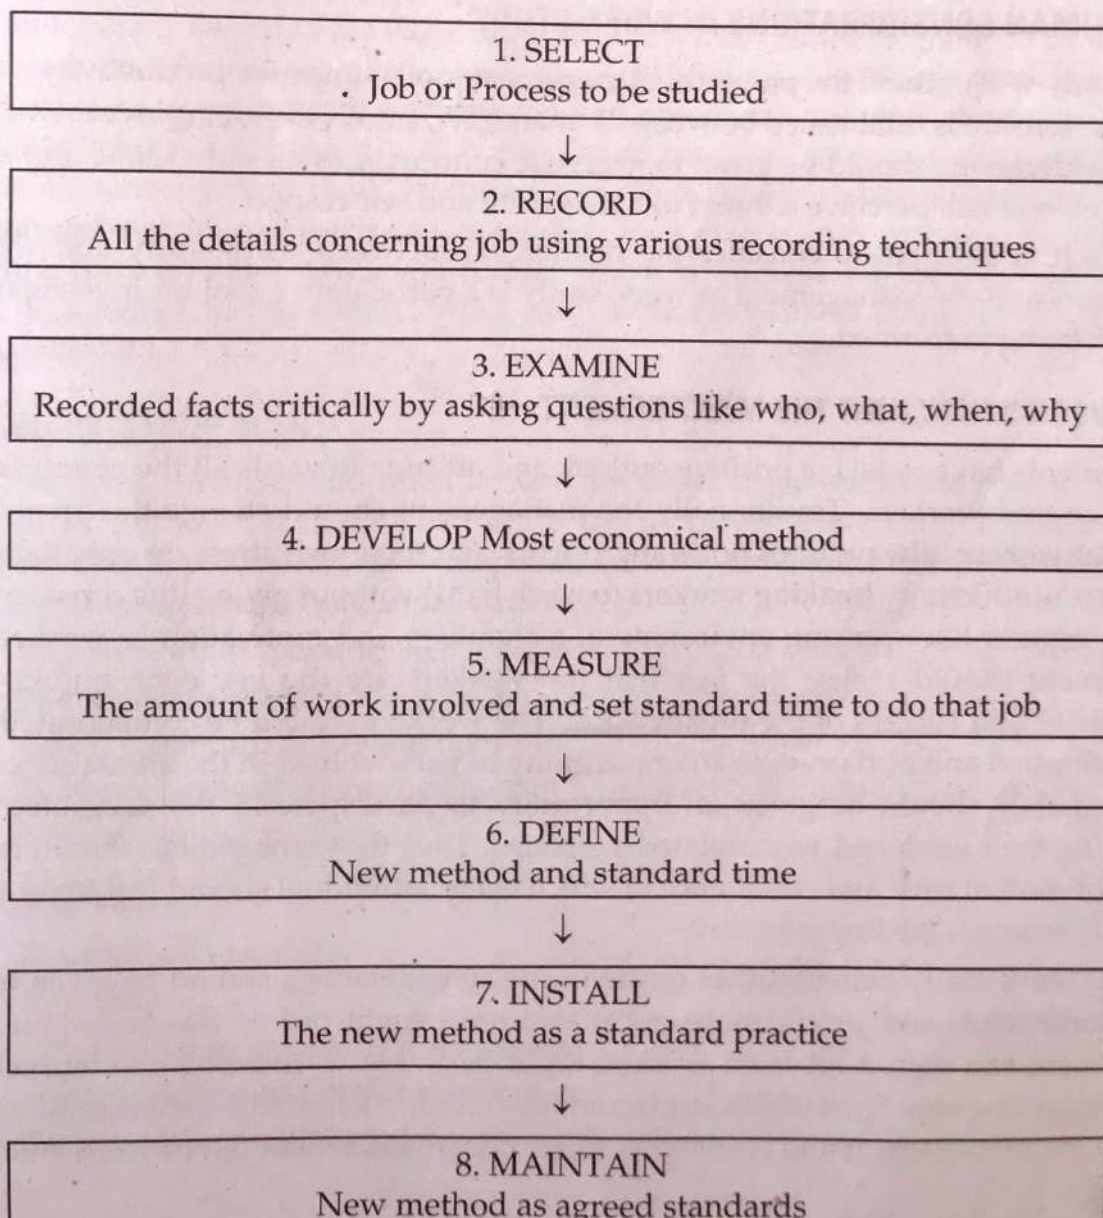 1. SELECT
. Job or Process to be studied
↓
2. RECORD
All the details concerning job using various recording techniques
↓
3. EXAMINE
Recorded facts critically by asking questions like who, what, when, why
↓
4. DEVELOP Most economical method
↓
5. MEASURE
The amount of work involved and set standard time to do that job
↓
6. DEFINE
New method and standard time
↓
7. INSTALL
The new method as a standard practice
↓
8. MAINTAIN
New method as agreed standards